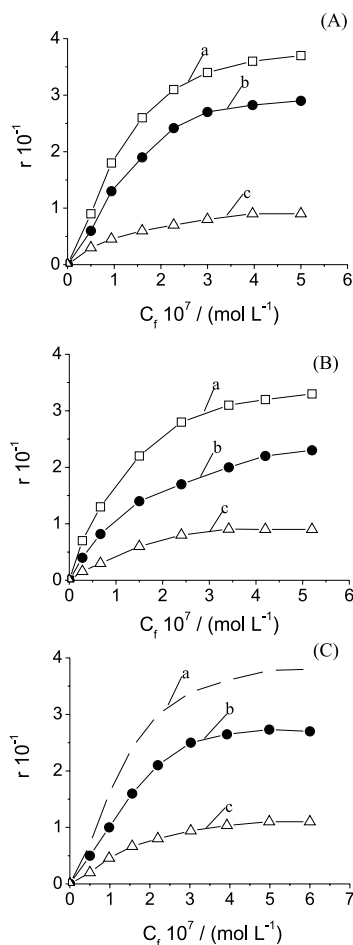 (A)
r 10⁻¹
4
3
2
1
0
a
b
c
0 1 2 3 4 5 6
C_f 10⁷ / (mol L⁻¹)
(B)
r 10⁻¹
4
3
2
1
0
a
b
c
0 1 2 3 4 5 6
C_f 10⁷ / (mol L⁻¹)
(C)
r 10⁻¹
4
3
2
1
0
a
b
c
0 1 2 3 4 5 6 7
C_f 10⁷ / (mol L⁻¹)